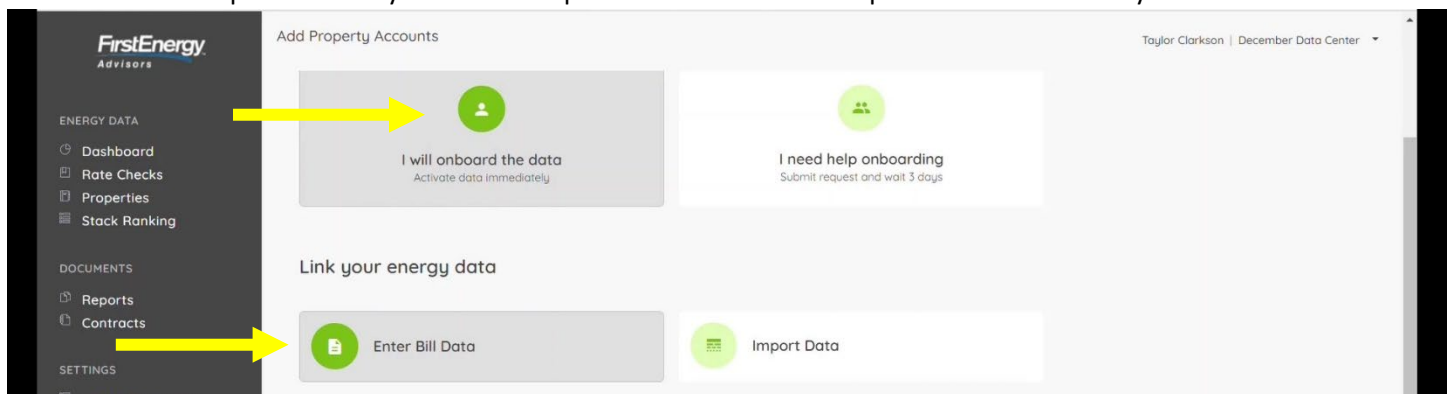 FirstEnergy
Advisors
Add Property Accounts
Taylor Clarkson | December Data Center
ENERGY DATA
Dashboard
Rate Checks
Properties
Stack Ranking
DOCUMENTS
Reports
Contracts
SETTINGS
I will onboard the data
Activate data immediately
I need help onboarding
Submit request and wait 3 days
Link your energy data
Enter Bill Data
Import Data